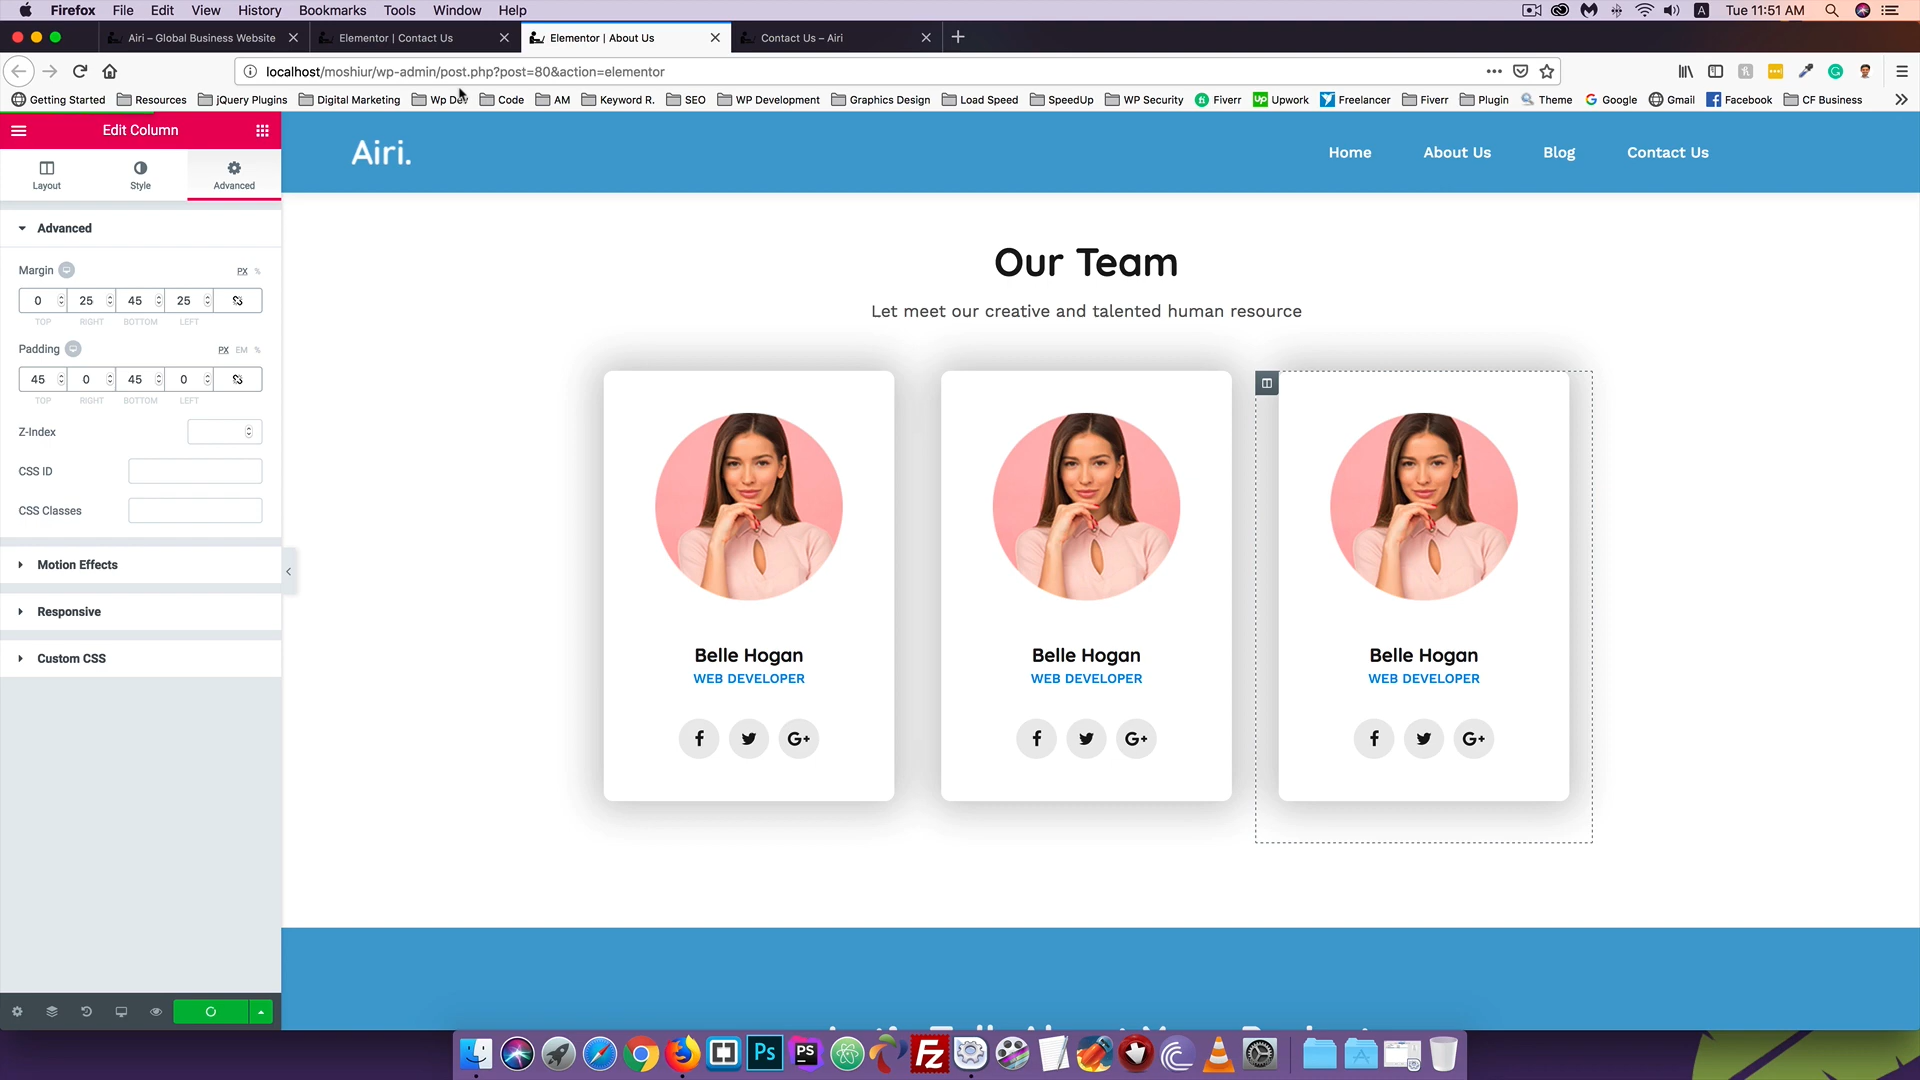 Firefox File Edit View History Bookmarks Tools Window Help
Tue 11:51 AM
Airi – Global Business Website
Elementor | Contact Us
Elementor | About Us
Contact Us – Airi
localhost/moshiur/wp-admin/post.php?post=80&action=elementor
Getting Started Resources jQuery Plugins Digital Marketing Wp Dev Code AM Keyword R. SEO WP Development Graphics Design Load Speed SpeedUp WP Security Fiverr Upwork Freelancer Fiverr Plugin Theme Google Gmail Facebook CF Business
Edit Column
Layout Style Advanced
Advanced
Margin PX %
0 25 45 25
TOP RIGHT BOTTOM LEFT
Padding PX EM %
45 0 45 0
TOP RIGHT BOTTOM LEFT
Z-Index
CSS ID
CSS Classes
Motion Effects
Responsive
Custom CSS
Airi.
Home About Us Blog Contact Us
Our Team
Let meet our creative and talented human resource
Belle Hogan Belle Hogan Belle Hogan
WEB DEVELOPER WEB DEVELOPER WEB DEVELOPER